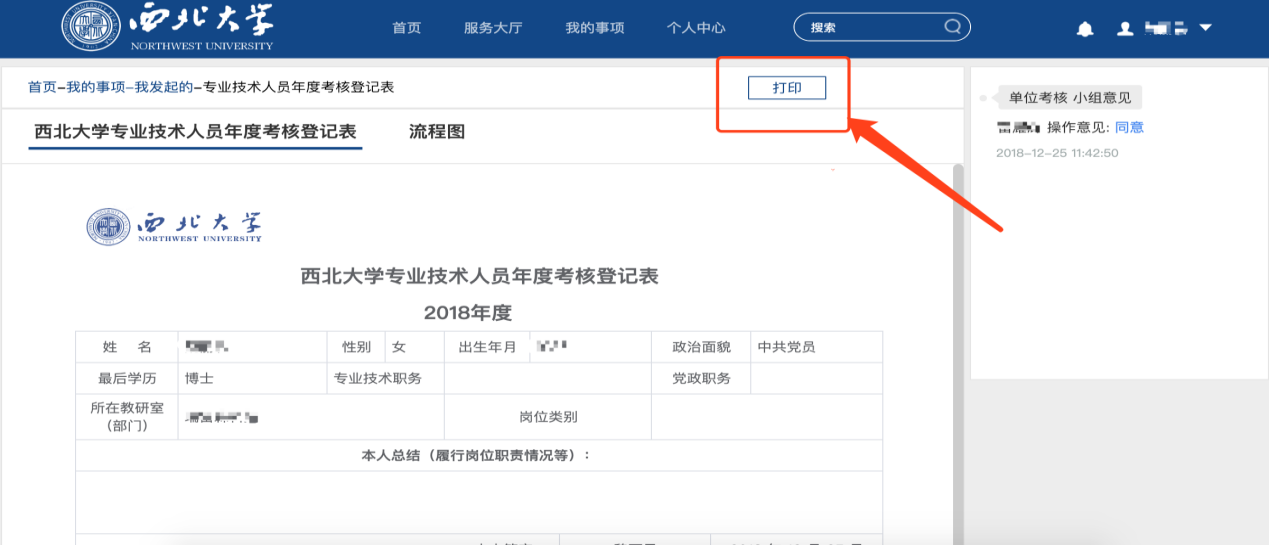 西北大学
NORTHWEST UNIVERSITY
首页 服务大厅 我的事项 个人中心 搜索
首页–我的事项–我发起的–专业技术人员年度考核登记表 打印
西北大学专业技术人员年度考核登记表 流程图
单位考核 小组意见
操作意见: 同意
2018-12-25 11:42:50
西北大学
NORTHWEST UNIVERSITY
西北大学专业技术人员年度考核登记表
2018年度
姓 名 性别 女 出生年月 政治面貌 中共党员
最后学历 博士 专业技术职务 党政职务
所在教研室
（部门） 岗位类别
本人总结（履行岗位职责情况等）：